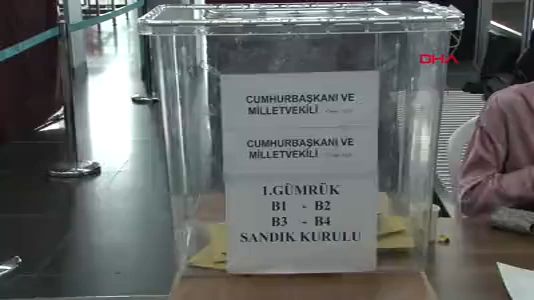 DHA
CUMHURBAŞKANI VE
MİLLETVEKİLİ
CUMHURBAŞKANI VE
MİLLETVEKİLİ
1.GÜMRÜK
B1 - B2
B3 - B4
SANDIK KURULU